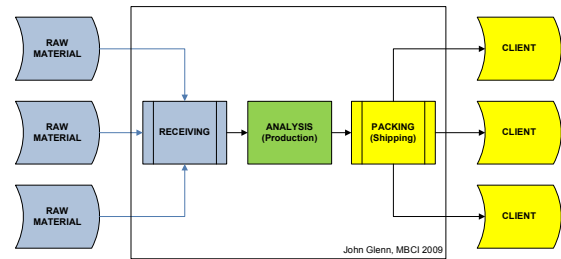 RAW
MATERIAL
CLIENT
RAW
MATERIAL
RECEIVING
ANALYSIS
(Production)
PACKING
(Shipping)
CLIENT
RAW
MATERIAL
CLIENT
John Glenn, MBCI 2009